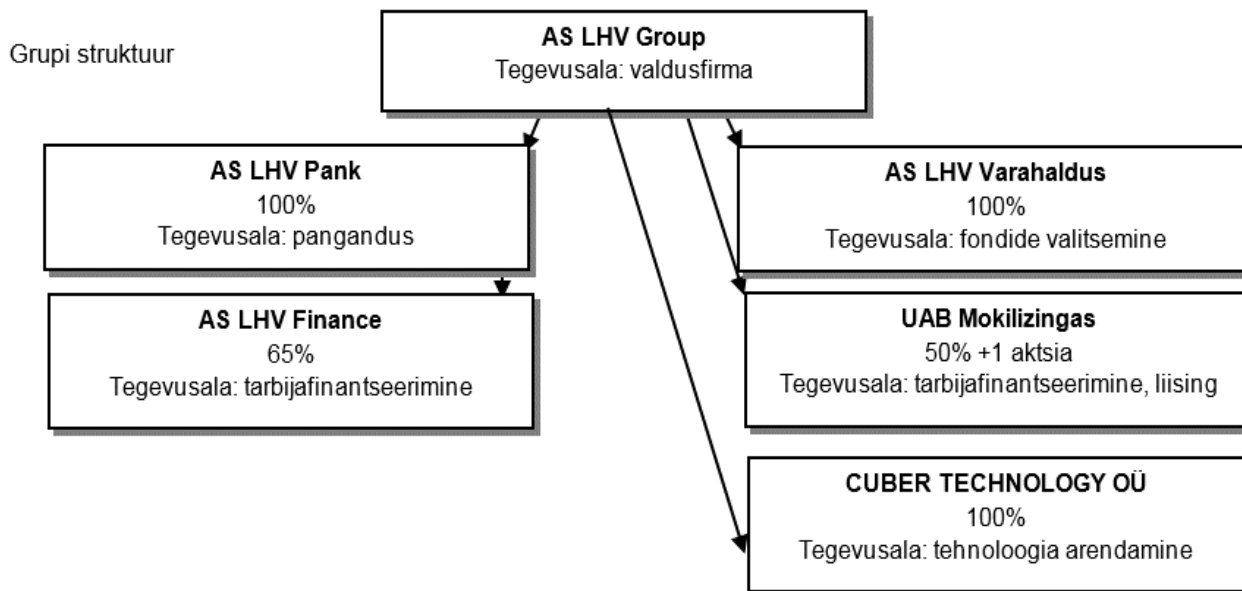 Grupi struktuur
AS LHV Group
Tegevusala: valdusfirma
AS LHV Pank
100%
Tegevusala: pangandus
AS LHV Varahaldus
100%
Tegevusala: fondide valitsemine
AS LHV Finance
65%
Tegevusala: tarbijafinantseerimine
UAB Mokilizingas
50% +1 aktsia
Tegevusala: tarbijafinantseerimine, liising
CUBER TECHNOLOGY OÜ
100%
Tegevusala: tehnoloogia arendamine